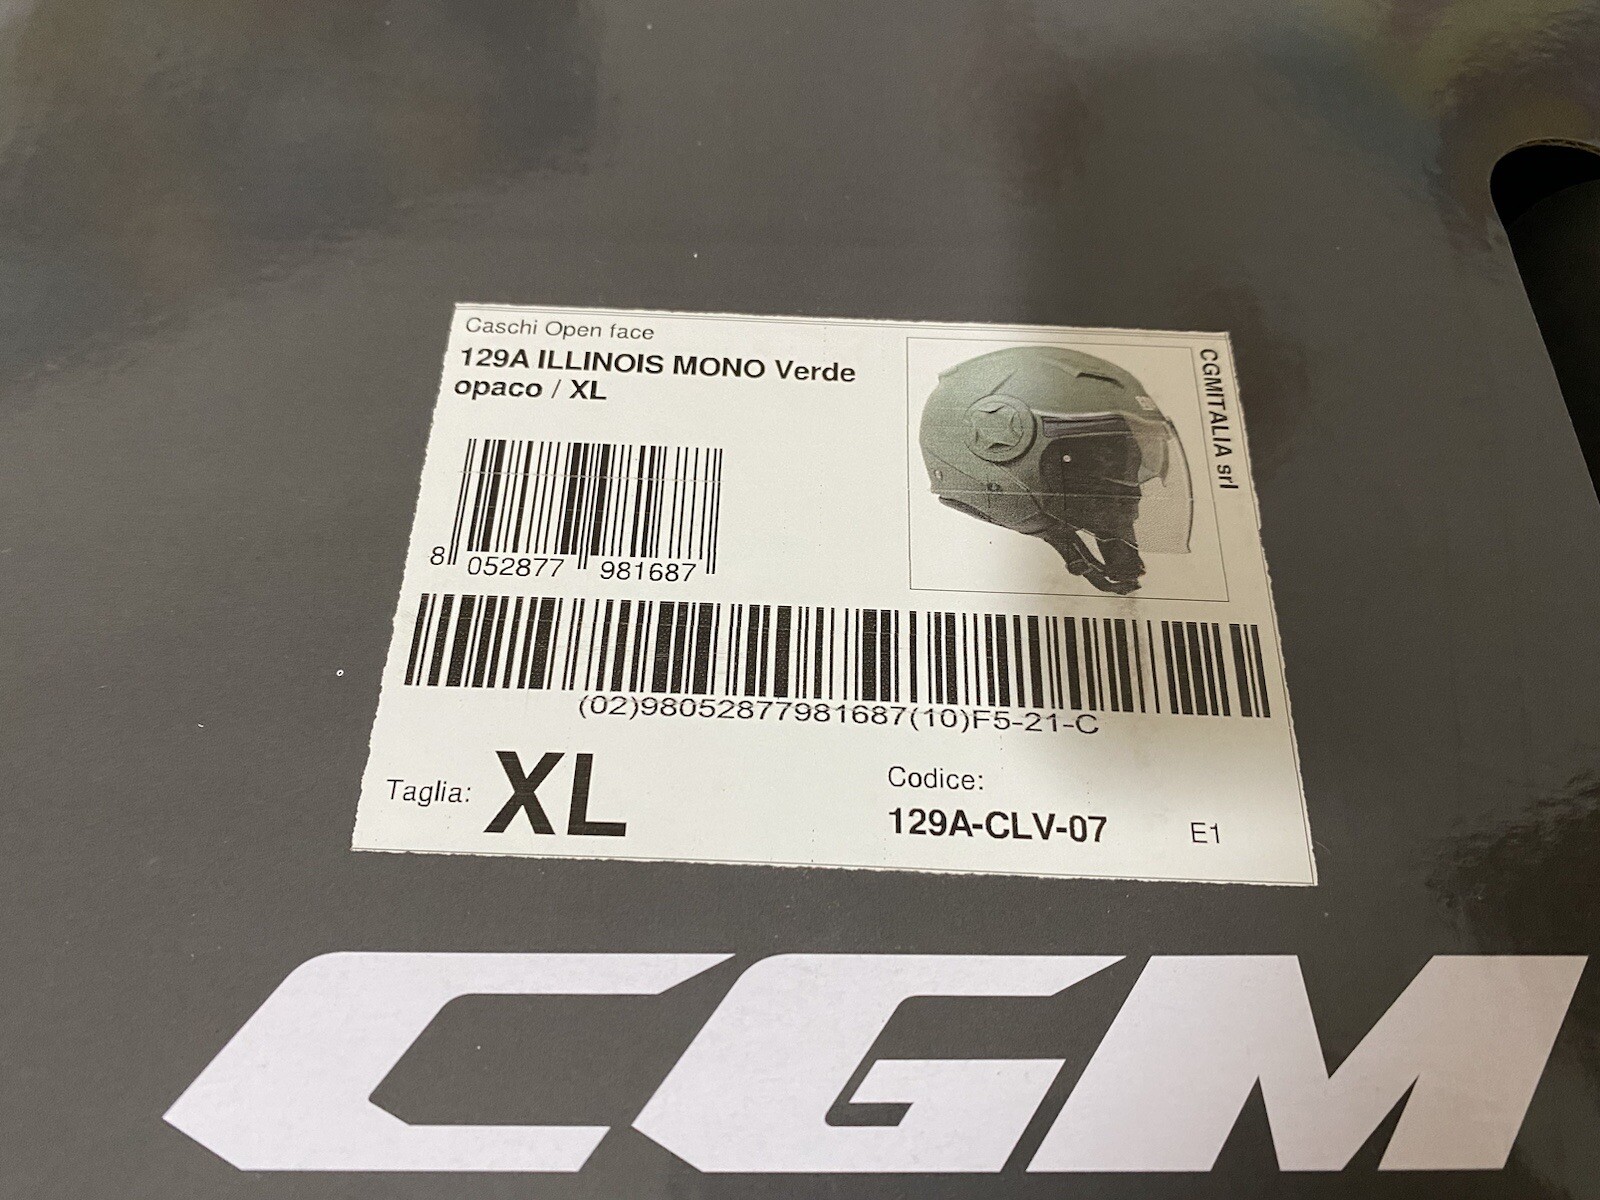 Caschi Open face
129A ILLINOIS MONO Verde
opaco / XL
CGMITALIA srl
8 052877 981687
(02)98052877981687(10)F5-21-C
Taglia: XL
Codice:
129A-CLV-07
E1
CGM